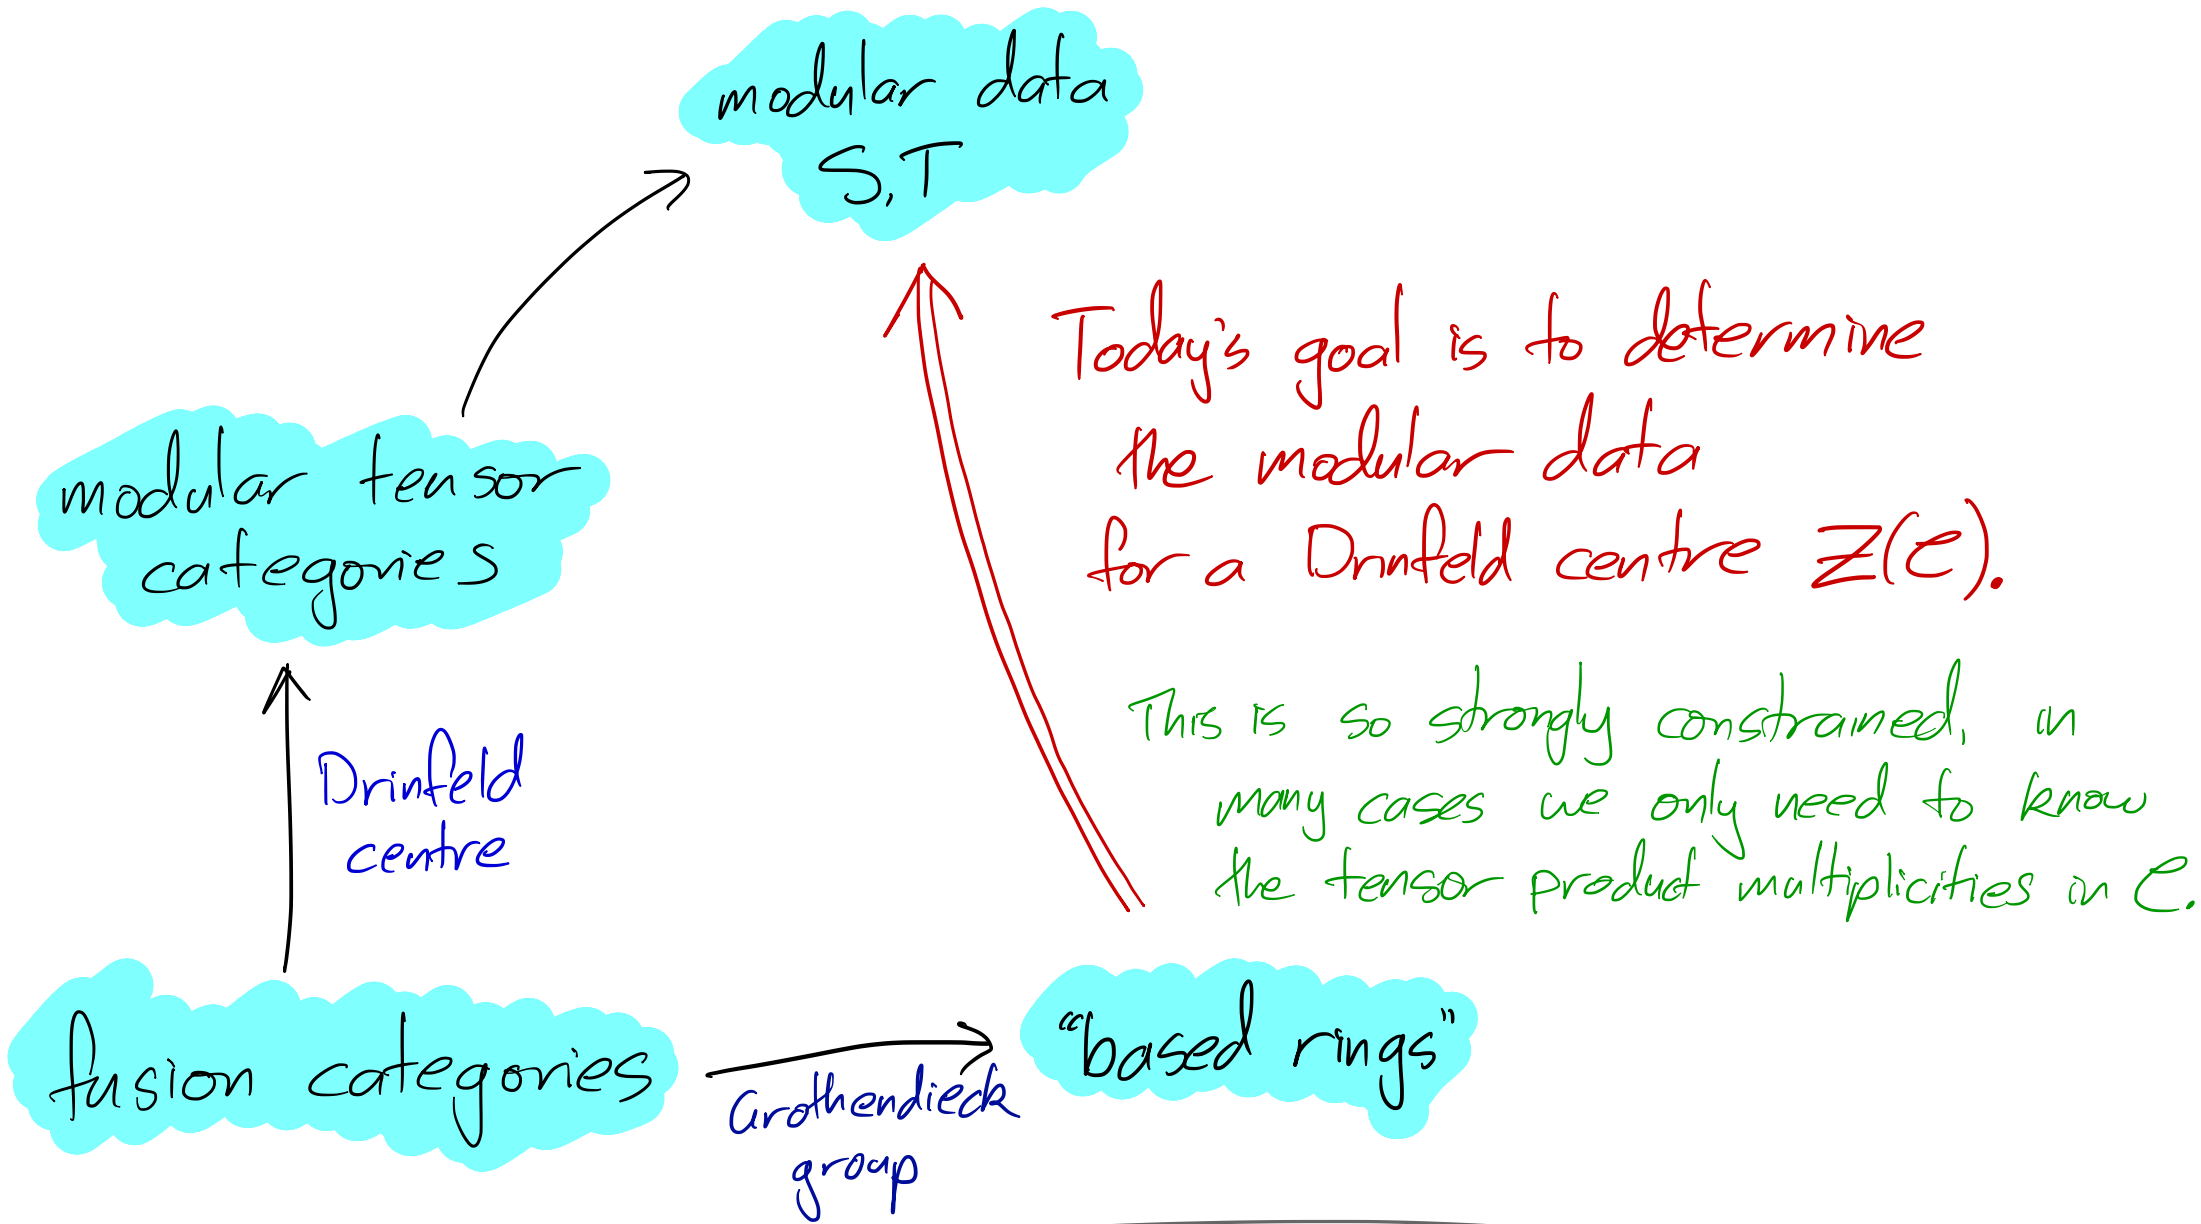 modular data
S,T
Today's goal is to determine
the modular data
for a Drinfeld centre Z(C).
modular tensor
categories
This is so strongly constrained, in
many cases we only need to know
the tensor product multiplicities in C.
Drinfeld
centre
fusion categories
Grothendieck
group
"based rings"